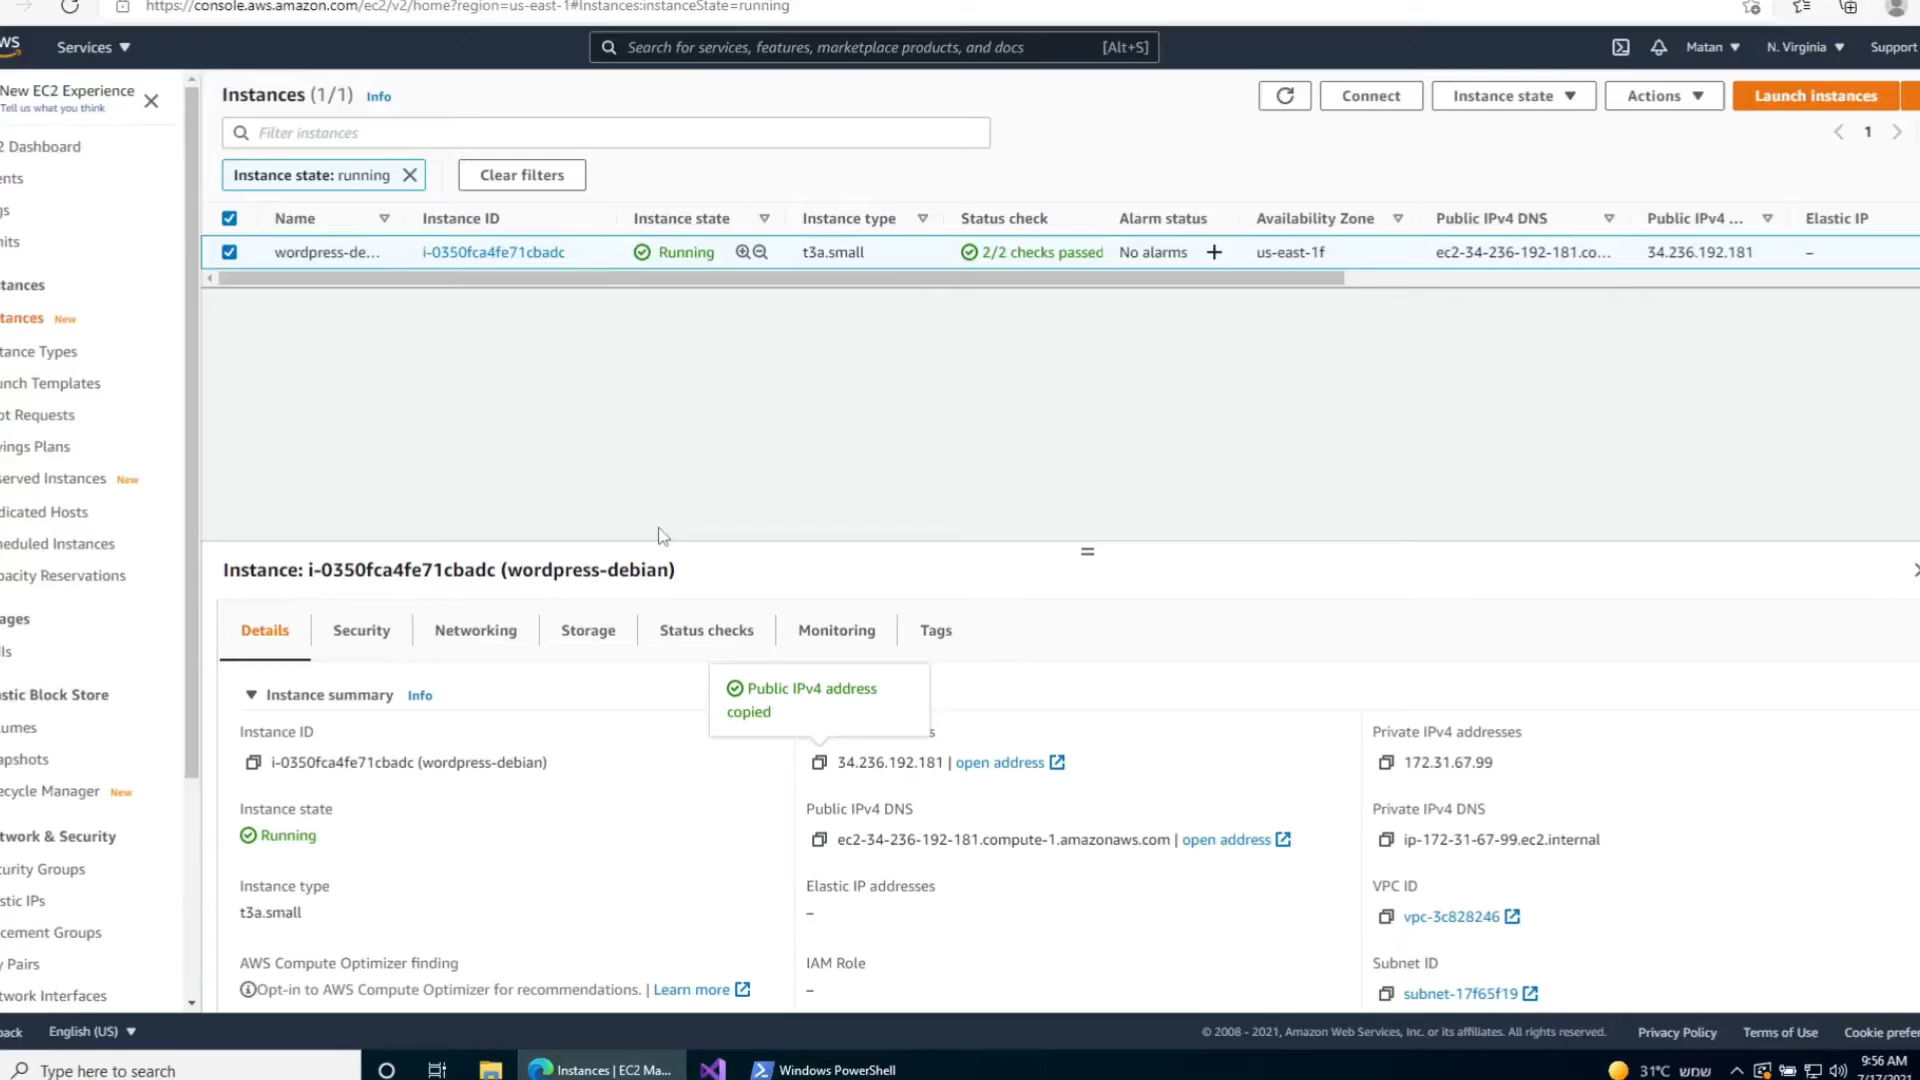 https://console.aws.amazon.com/ec2/v2/home?region=us-east-1#Instances:instanceState=running
WS Services ▼ Search for services, features, marketplace products, and docs [Alt+S] Matan ▼ N. Virginia ▼ Support
New EC2 Experience
Tell us what you think
2 Dashboard
ents
gs
nits
tances
tances New
tance Types
unch Templates
ot Requests
vings Plans
served Instances New
dicated Hosts
heduled Instances
pacity Reservations
ages
Is
stic Block Store
umes
apshots
ecycle Manager New
twork & Security
curity Groups
stic IPs
cement Groups
y Pairs
twork Interfaces
Instances (1/1) Info
Connect Instance state ▼ Actions ▼ Launch instances
Filter instances
< 1 >
Instance state: running Clear filters
Name Instance ID Instance state Instance type Status check Alarm status Availability Zone Public IPv4 DNS Public IPv4 ... Elastic IP
wordpress-de... i-0350fca4fe71cbadc Running t3a.small 2/2 checks passed No alarms + us-east-1f ec2-34-236-192-181.co... 34.236.192.181 –
Instance: i-0350fca4fe71cbadc (wordpress-debian)
Details Security Networking Storage Status checks Monitoring Tags
Public IPv4 address
copied
▼ Instance summary Info
Instance ID
i-0350fca4fe71cbadc (wordpress-debian)
s
34.236.192.181 | open address
Private IPv4 addresses
172.31.67.99
Instance state
Running
Public IPv4 DNS
ec2-34-236-192-181.compute-1.amazonaws.com | open address
Private IPv4 DNS
ip-172-31-67-99.ec2.internal
Instance type
t3a.small
Elastic IP addresses
–
VPC ID
vpc-3c828246
AWS Compute Optimizer finding
Opt-in to AWS Compute Optimizer for recommendations. | Learn more
IAM Role
–
Subnet ID
subnet-17f65f19
back English (US) ▼ © 2008 - 2021, Amazon Web Services, Inc. or its affiliates. All rights reserved. Privacy Policy Terms of Use Cookie prefer
Type here to search Instances | EC2 Ma... Windows PowerShell 31°C שמש 9:56 AM